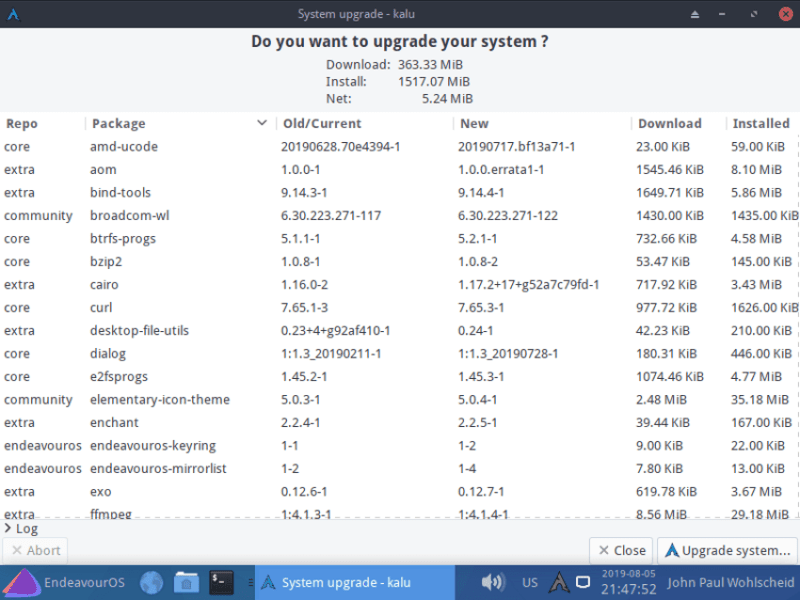 System upgrade - kalu
Do you want to upgrade your system ?
Download: 363.33 MiB
Install: 1517.07 MiB
Net: 5.24 MiB
Repo Package Old/Current New Download Installed
core amd-ucode 20190628.70e4394-1 20190717.bf13a71-1 23.00 KiB 59.00 KiB
extra aom 1.0.0-1 1.0.0.errata1-1 1545.46 KiB 8.10 MiB
extra bind-tools 9.14.3-1 9.14.4-1 1649.71 KiB 5.86 MiB
community broadcom-wl 6.30.223.271-117 6.30.223.271-122 1430.00 KiB 1435.00 KiB
core btrfs-progs 5.1.1-1 5.2.1-1 732.66 KiB 4.58 MiB
core bzip2 1.0.8-1 1.0.8-2 53.47 KiB 145.00 KiB
extra cairo 1.16.0-2 1.17.2+17+g52a7c79fd-1 717.92 KiB 3.43 MiB
core curl 7.65.1-3 7.65.3-1 977.72 KiB 1626.00 KiB
extra desktop-file-utils 0.23+4+g92af410-1 0.24-1 42.23 KiB 210.00 KiB
core dialog 1:1.3_20190211-1 1:1.3_20190728-1 180.31 KiB 446.00 KiB
core e2fsprogs 1.45.2-1 1.45.3-1 1074.46 KiB 4.77 MiB
community elementary-icon-theme 5.0.3-1 5.0.4-1 2.48 MiB 35.18 MiB
extra enchant 2.2.4-1 2.2.5-1 39.44 KiB 167.00 KiB
endeavouros endeavouros-keyring 1-1 1-2 9.00 KiB 22.00 KiB
endeavouros endeavouros-mirrorlist 1-2 1-4 7.80 KiB 13.00 KiB
extra exo 0.12.6-1 0.12.7-1 619.78 KiB 3.67 MiB
extra ffmpeg 1:4.1.3-1 1:4.1.4-1 8.56 MiB 29.18 MiB
Log
Abort Close Upgrade system...
EndeavourOS System upgrade - kalu US 2019-08-05 21:47:52 John Paul Wohlscheid